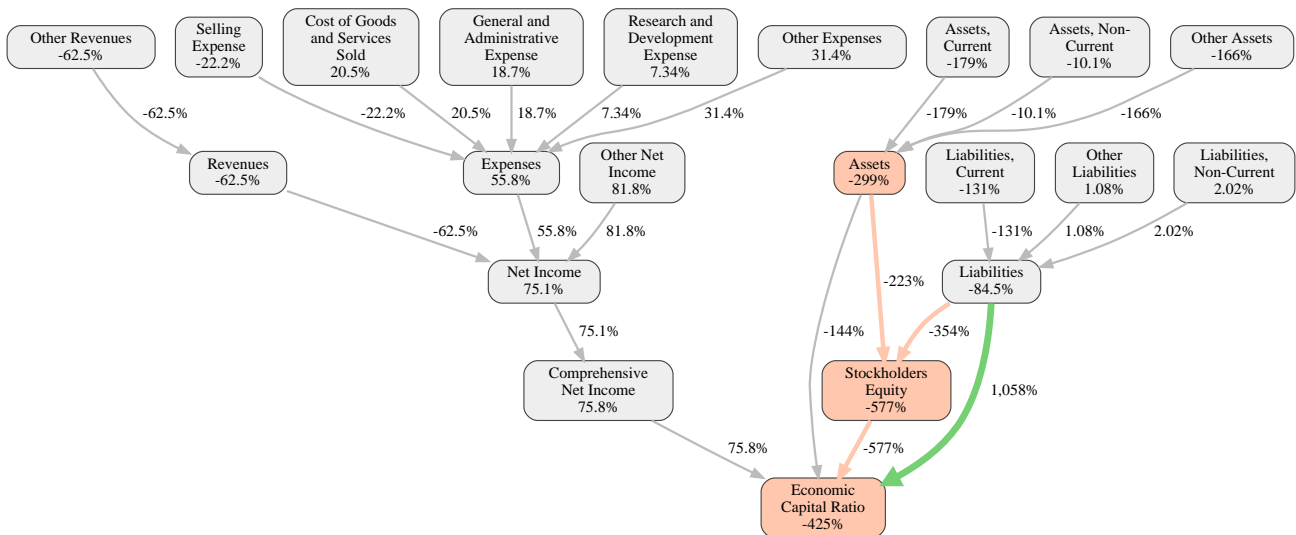 Other Revenues
-62.5%
Selling
Expense
-22.2%
Cost of Goods
and Services
Sold
20.5%
General and
Administrative
Expense
18.7%
Research and
Development
Expense
7.34%
Other Expenses
31.4%
Assets,
Current
-179%
Assets, Non-
Current
-10.1%
Other Assets
-166%
-62.5%
-22.2%
20.5%
18.7%
7.34%
31.4%
-179%
-10.1%
-166%
Revenues
-62.5%
Expenses
55.8%
Other Net
Income
81.8%
Assets
-299%
Liabilities,
Current
-131%
Other
Liabilities
1.08%
Liabilities,
Non-Current
2.02%
-62.5%
55.8%
81.8%
-131%
1.08%
2.02%
Net Income
75.1%
-223%
Liabilities
-84.5%
75.1%
-144%
-354%
Comprehensive
Net Income
75.8%
Stockholders
Equity
-577%
1,058%
75.8%
-577%
Economic
Capital Ratio
-425%